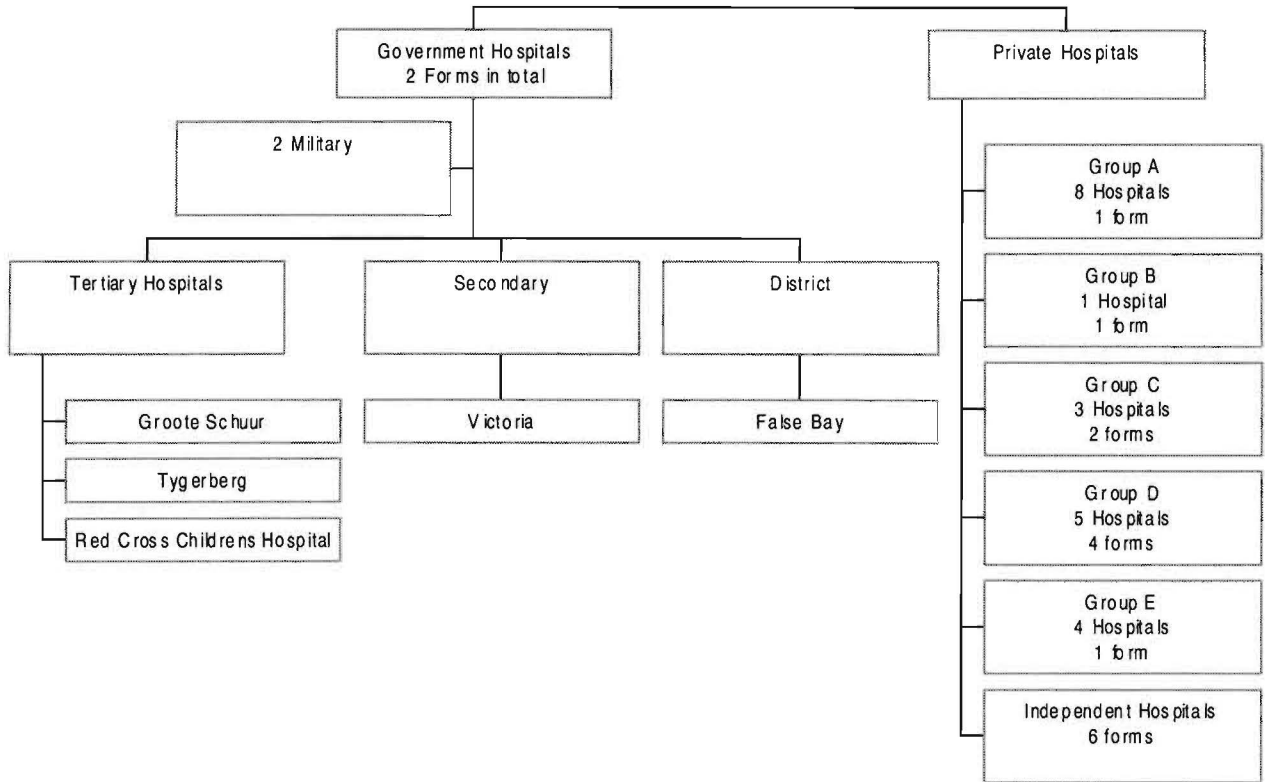 Government Hospitals
2 Forms in total
Private Hospitals
2 Military
Tertiary Hospitals
Secondary
District
Groote Schuur
Tygerberg
Red Cross Childrens Hospital
Victoria
False Bay
Group A
8 Hospitals
1 form
Group B
1 Hospital
1 form
Group C
3 Hospitals
2 forms
Group D
5 Hospitals
4 forms
Group E
4 Hospitals
1 form
Independent Hospitals
6 forms